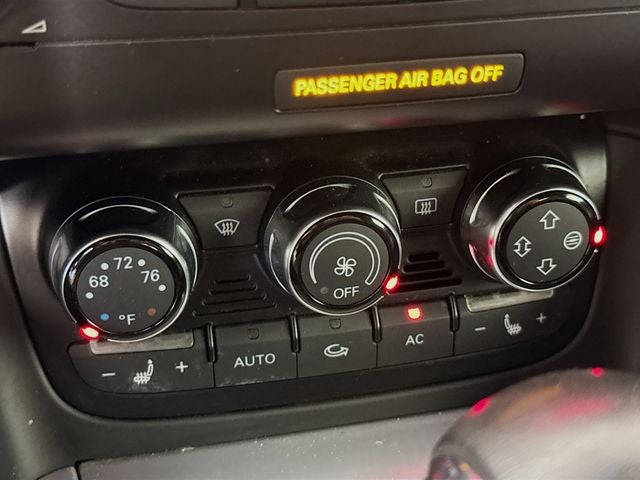 PASSENGER AIR BAG OFF
68 72 76
°F
OFF
- +
AUTO
AC
- +